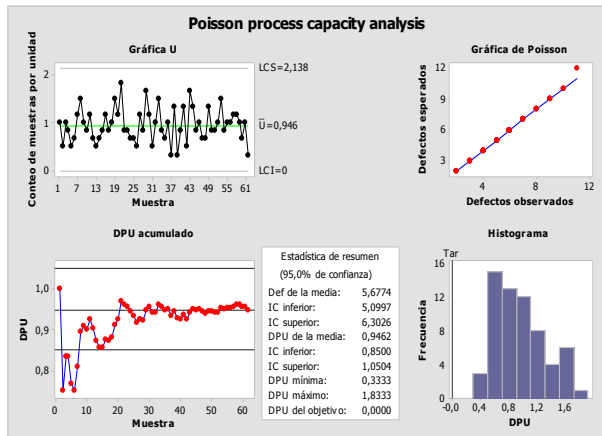 Poisson process capacity analysis
Gráfica U
Conteo de muestras por unidad
2
1
0
LCS=2,138
U̅=0,946
LCI=0
1 7 13 19 25 31 37 43 49 55 61
Muestra
Gráfica de Poisson
Defectos esperados
12
9
6
3
4 8 12
Defectos observados
DPU acumulado
DPU
1,0
0,9
0,8
0 10 20 30 40 50 60
Muestra
Estadística de resumen
(95,0% de confianza)
Def de la media: 5,6774
IC inferior: 5,0997
IC superior: 6,3026
DPU de la media: 0,9462
IC inferior: 0,8500
IC superior: 1,0504
DPU mínima: 0,3333
DPU máxima: 1,8333
DPU del objetivo: 0,0000
Histograma
Tar
Frecuencia
16
12
8
4
0
-0,0 0,4 0,8 1,2 1,6
DPU